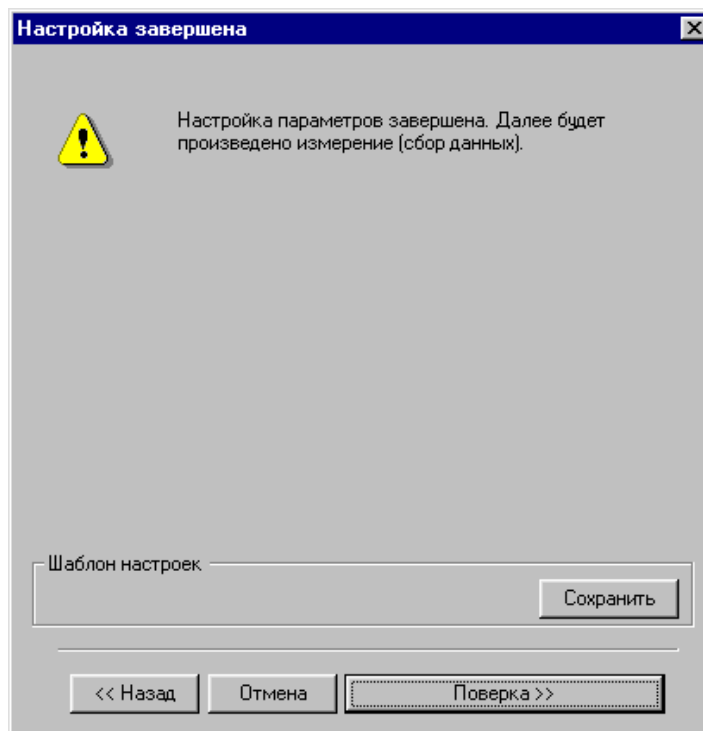 Настройка завершена
Настройка параметров завершена. Далее будет
произведено измерение (сбор данных).
Шаблон настроек
Сохранить
<< Назад
Отмена
Поверка >>